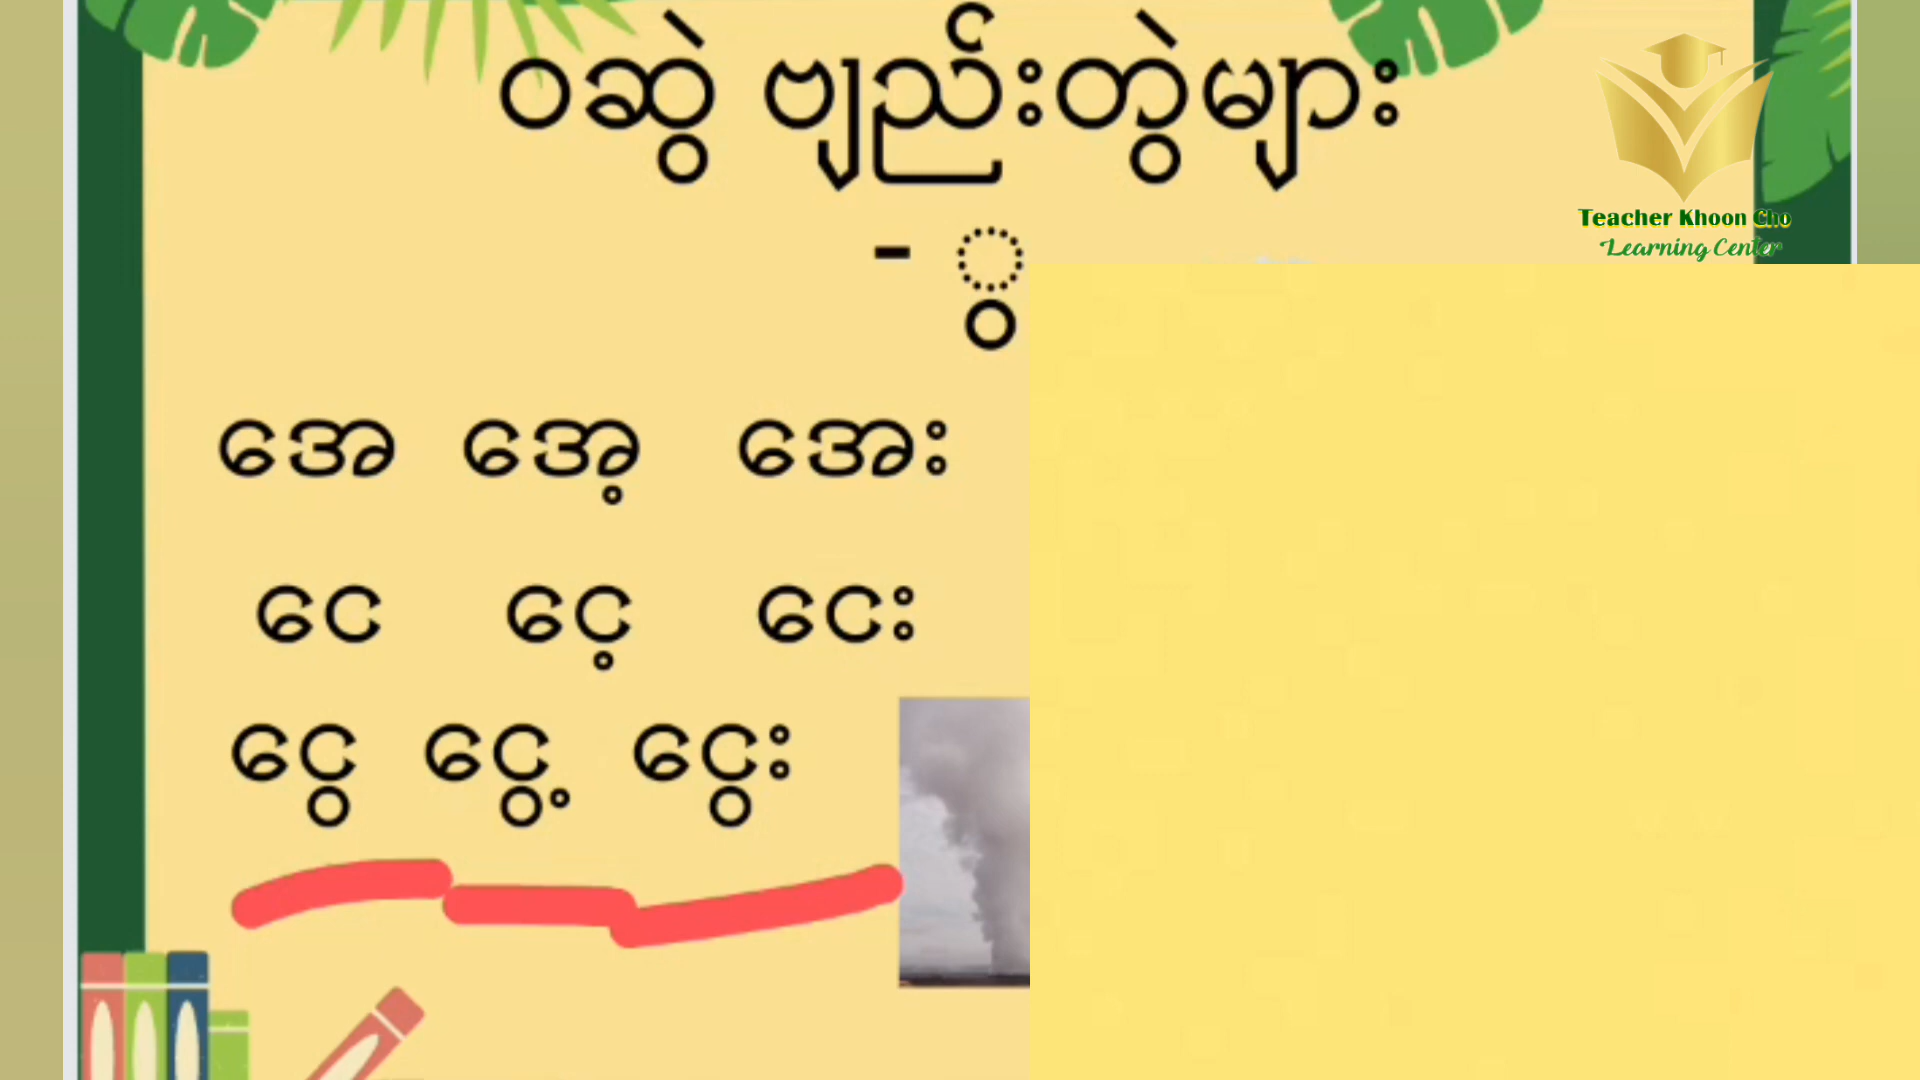 ဝဆွဲ ဗျည်းတွဲများ
- ွ
Teacher Khoon Cho
Learning Center
အေ အေ့ အေး
ငေ ငေ့ ငေး
ငွေ ငွေ့ ငွေး